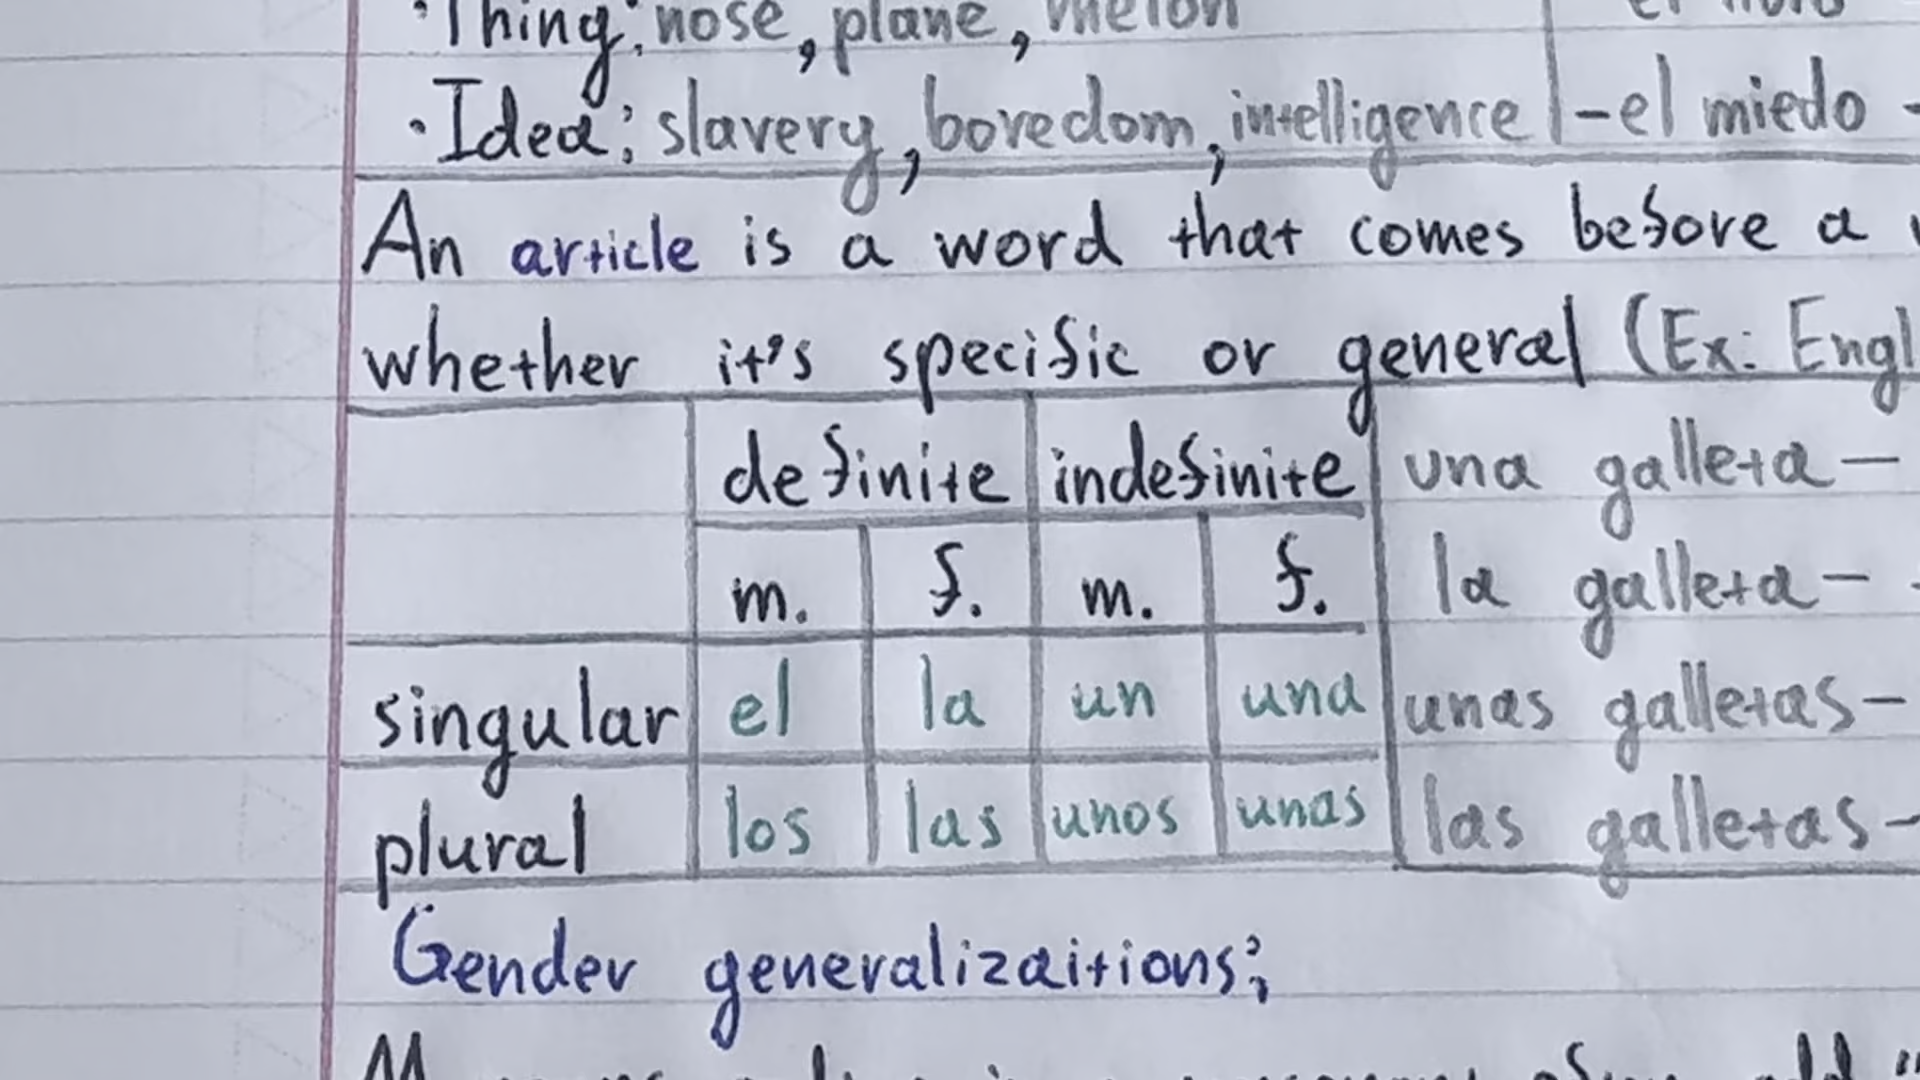 ·Thing: nose, plane, melon
·Idea: slavery, boredom, intelligence -el miedo -
An article is a word that comes before a
whether it's specific or general (Ex: Engl
definite indefinite una galleta-
m. f. m. f. la galleta-
singular el la un una unas galletas-
plural los las unos unas las galletas-
Gender generalizaitions: